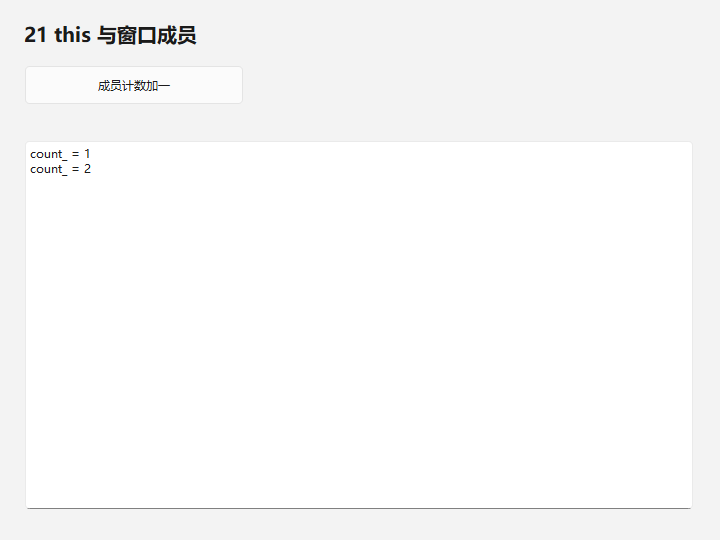 21 this 与窗口成员
成员计数加一
count_ = 1
count_ = 2